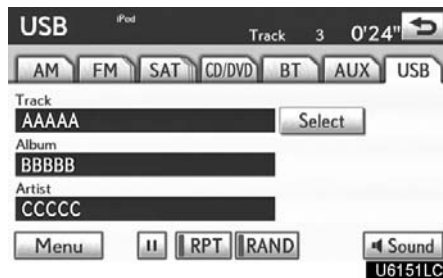 USB iPod Track 3 0'24"
AM FM SAT CD/DVD BT AUX USB
Track
AAAAA Select
Album
BBBBB
Artist
CCCCC
Menu II RPT RAND Sound
U6151LC